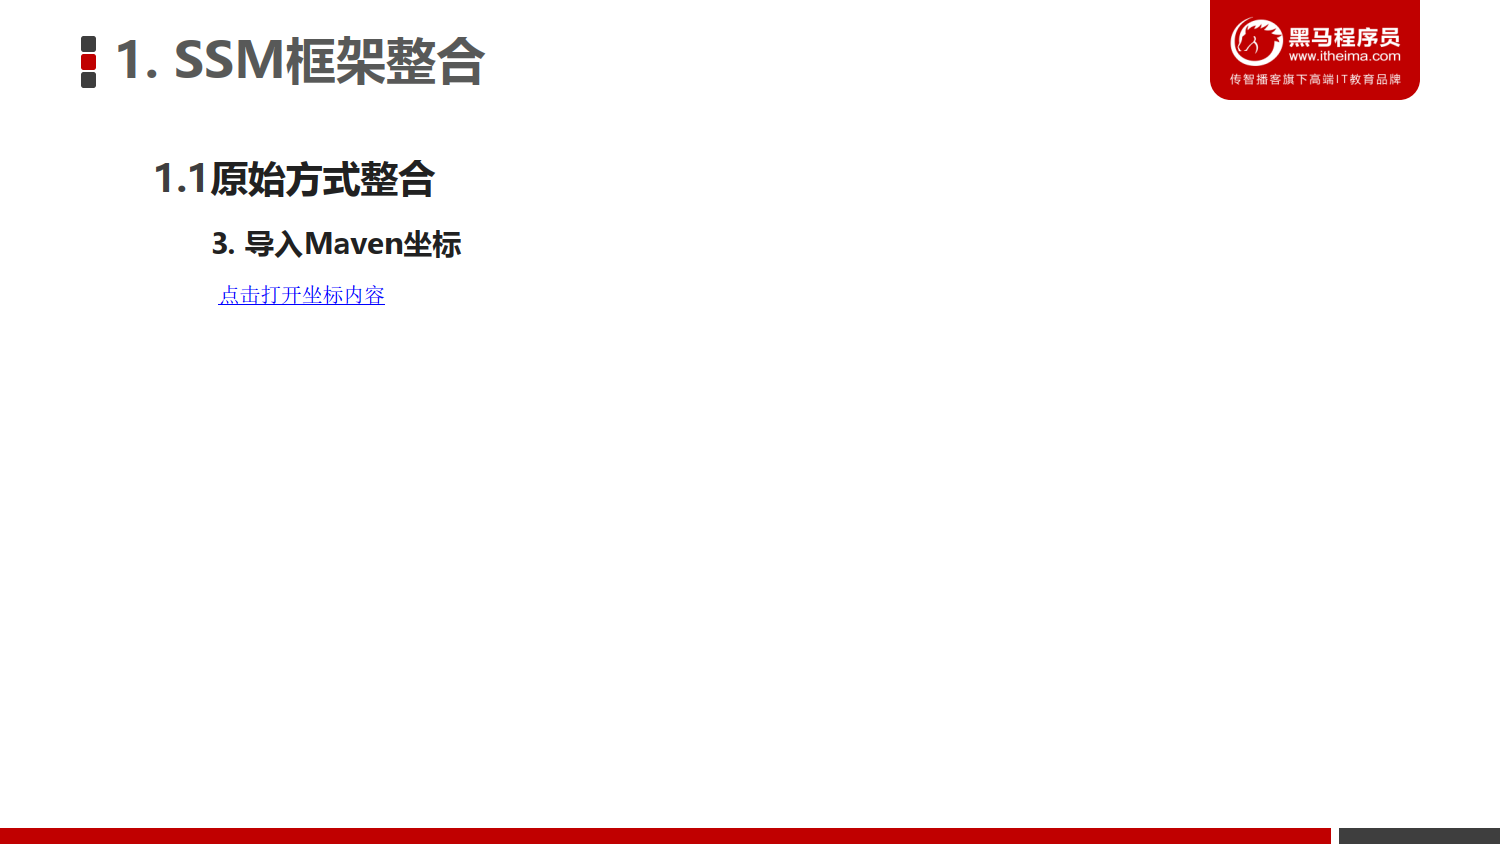 1. SSM框架整合
黑马程序员
www.itheima.com
传智播客旗下高端IT教育品牌
1.1原始方式整合
3. 导入Maven坐标
点击打开坐标内容